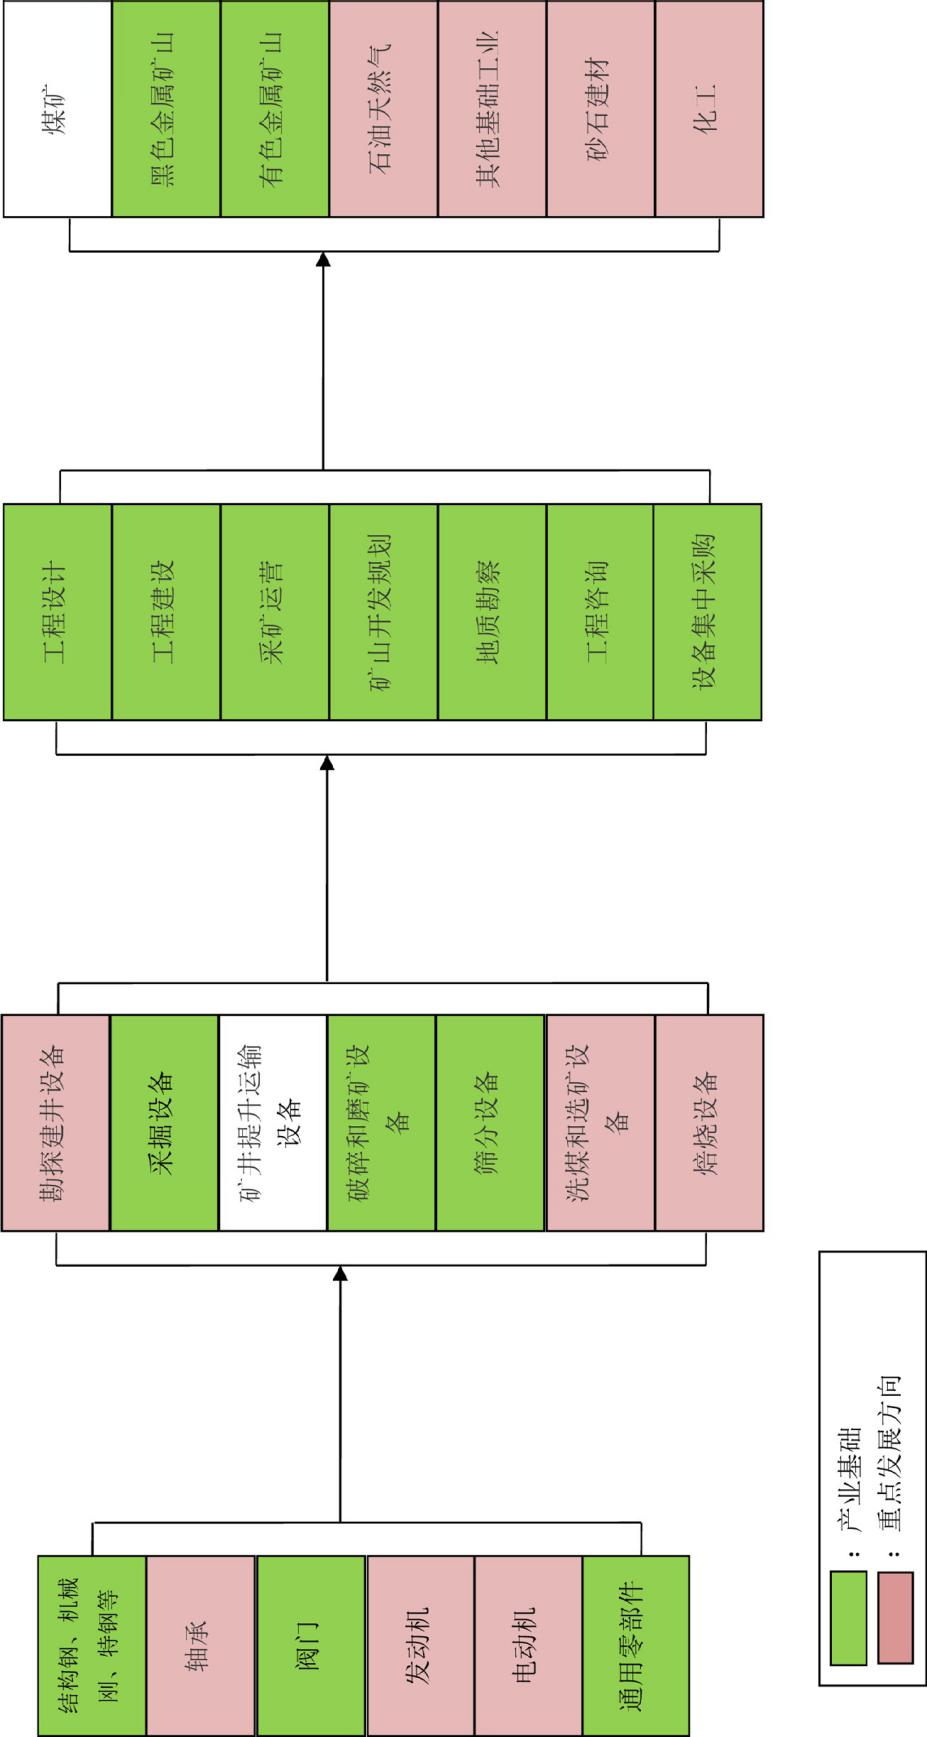 结构钢、机械
刚、特钢等
轴承
阀门
发动机
电动机
通用零部件
勘探建井设备
采掘设备
矿井提升运输
设备
破碎和磨矿设
备
筛分设备
洗煤和选矿设
备
焙烧设备
工程设计
工程建设
采矿运营
矿山开发规划
地质勘察
工程咨询
设备集中采购
煤矿
黑色金属矿山
有色金属矿山
石油天然气
其他基础工业
砂石建材
化工
：产业基础
：重点发展方向